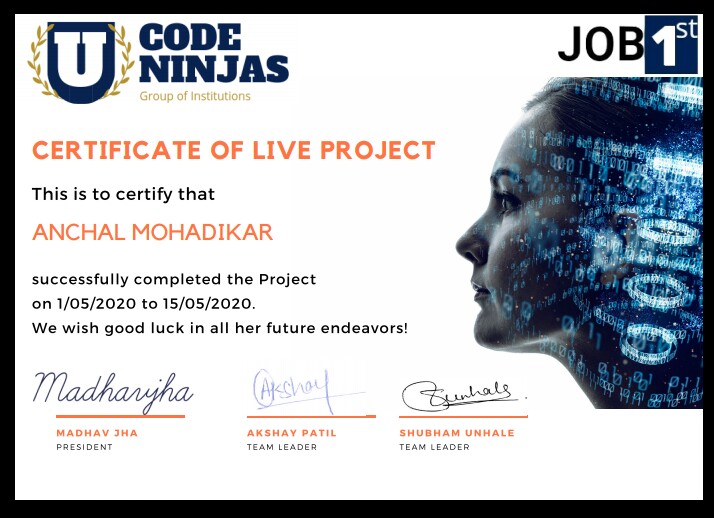 U CODE NINJAS
Group of Institutions
JOB 1st
CERTIFICATE OF LIVE PROJECT
This is to certify that
ANCHAL MOHADIKAR
successfully completed the Project
on 1/05/2020 to 15/05/2020.
We wish good luck in all her future endeavors!
Madhavjha
Akshay
Sunhale
MADHAV JHA
AKSHAY PATIL
SHUBHAM UNHALE
PRESIDENT
TEAM LEADER
TEAM LEADER